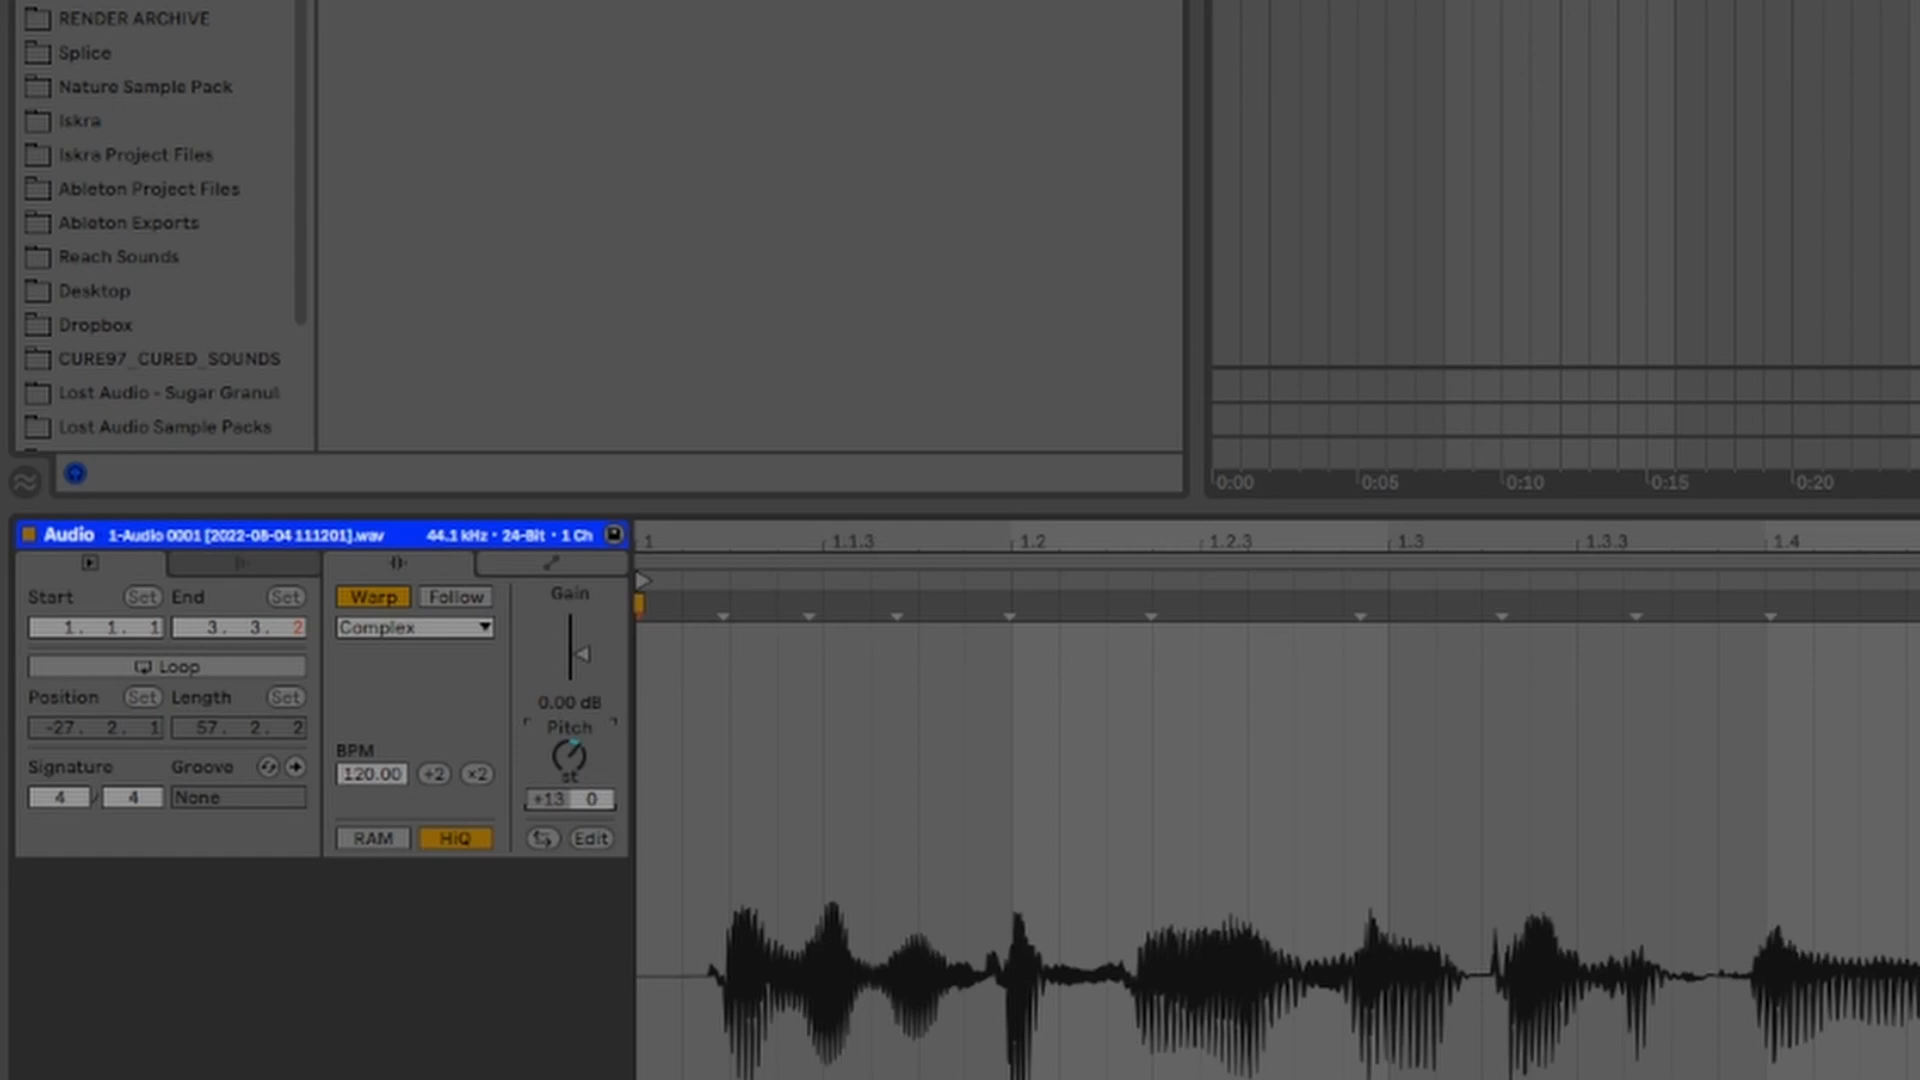 RENDER ARCHIVE
Splice
Nature Sample Pack
Iskra
Iskra Project Files
Ableton Project Files
Ableton Exports
Reach Sounds
Desktop
Dropbox
CURE97_CURED_SOUNDS
Lost Audio - Sugar Granul
Lost Audio Sample Packs
0:00 0:05 0:10 0:15 0:20
Audio 1-Audio 0001 [2022-08-04 111201].wav 44.1 kHz · 24-Bit · 1 Ch
1 1.1.3 1.2 1.2.3 1.3 1.3.3 1.4
Start Set End Set Warp Follow Gain
1. 1. 1 3. 3. 2 Complex
Loop
Position Set Length Set 0.00 dB
-27. 2. 1 57. 2. 2 Pitch
BPM
Signature Groove 120.00 ÷2 ×2 st
4 / 4 None +13 0
RAM HiQ Edit